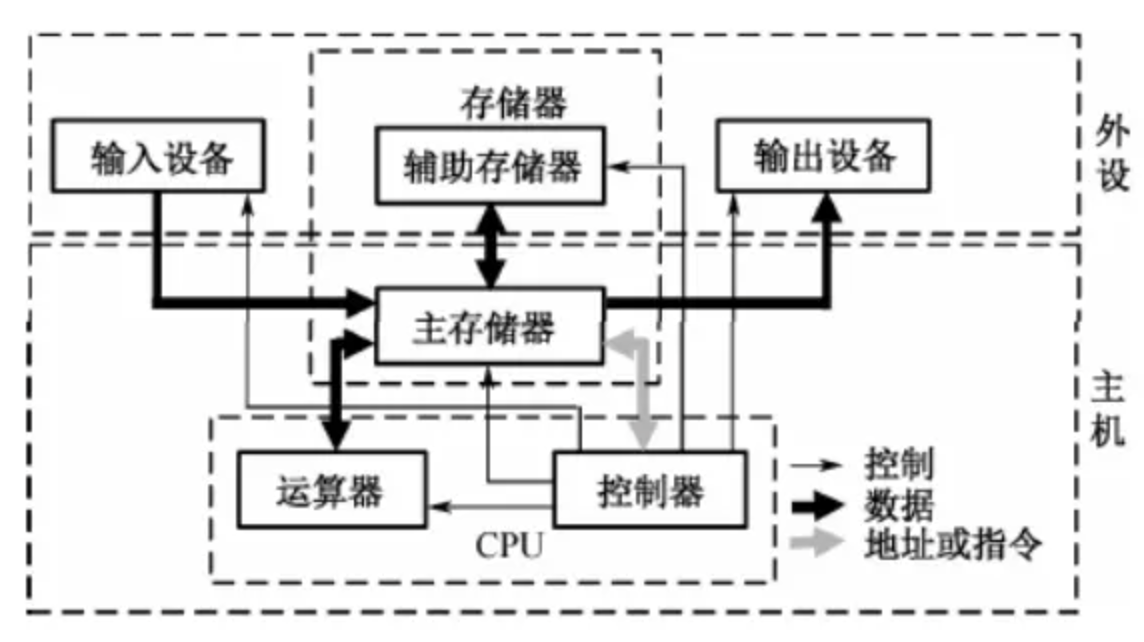 存储器
输入设备
辅助存储器
输出设备
外设
主存储器
主机
运算器
控制器
CPU
控制
数据
地址或指令